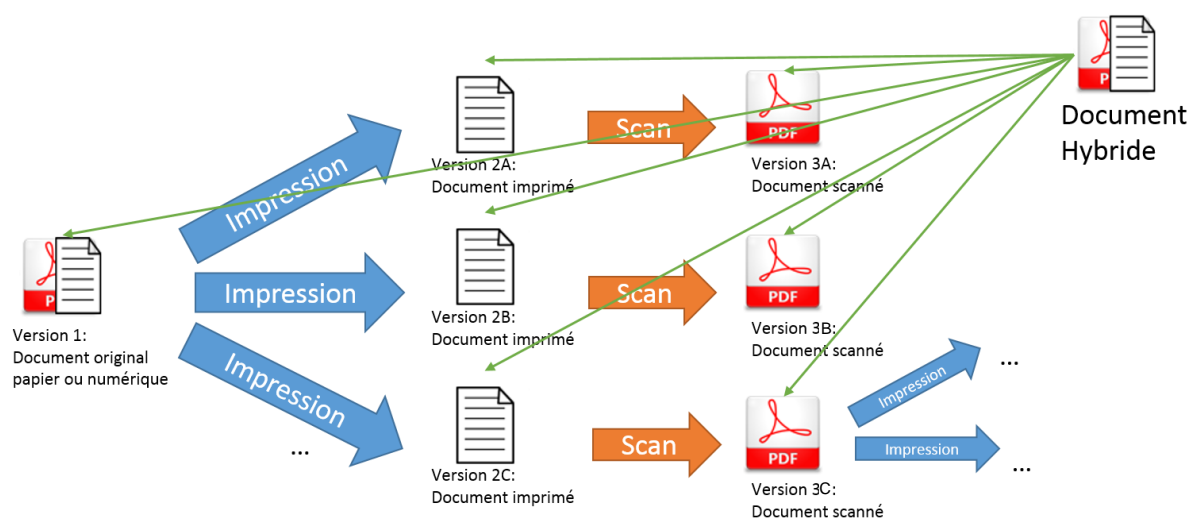 Document
Hybride
Impression
Scan
PDF
Version 2A:
Document imprimé
Version 3A:
Document scanné
Impression
Scan
PDF
Version 1:
Document original
papier ou numérique
Version 2B:
Document imprimé
Version 3B:
Document scanné
Impression
...
Scan
PDF
Impression
...
Impression
...
Version 2C:
Document imprimé
Version 3C:
Document scanné